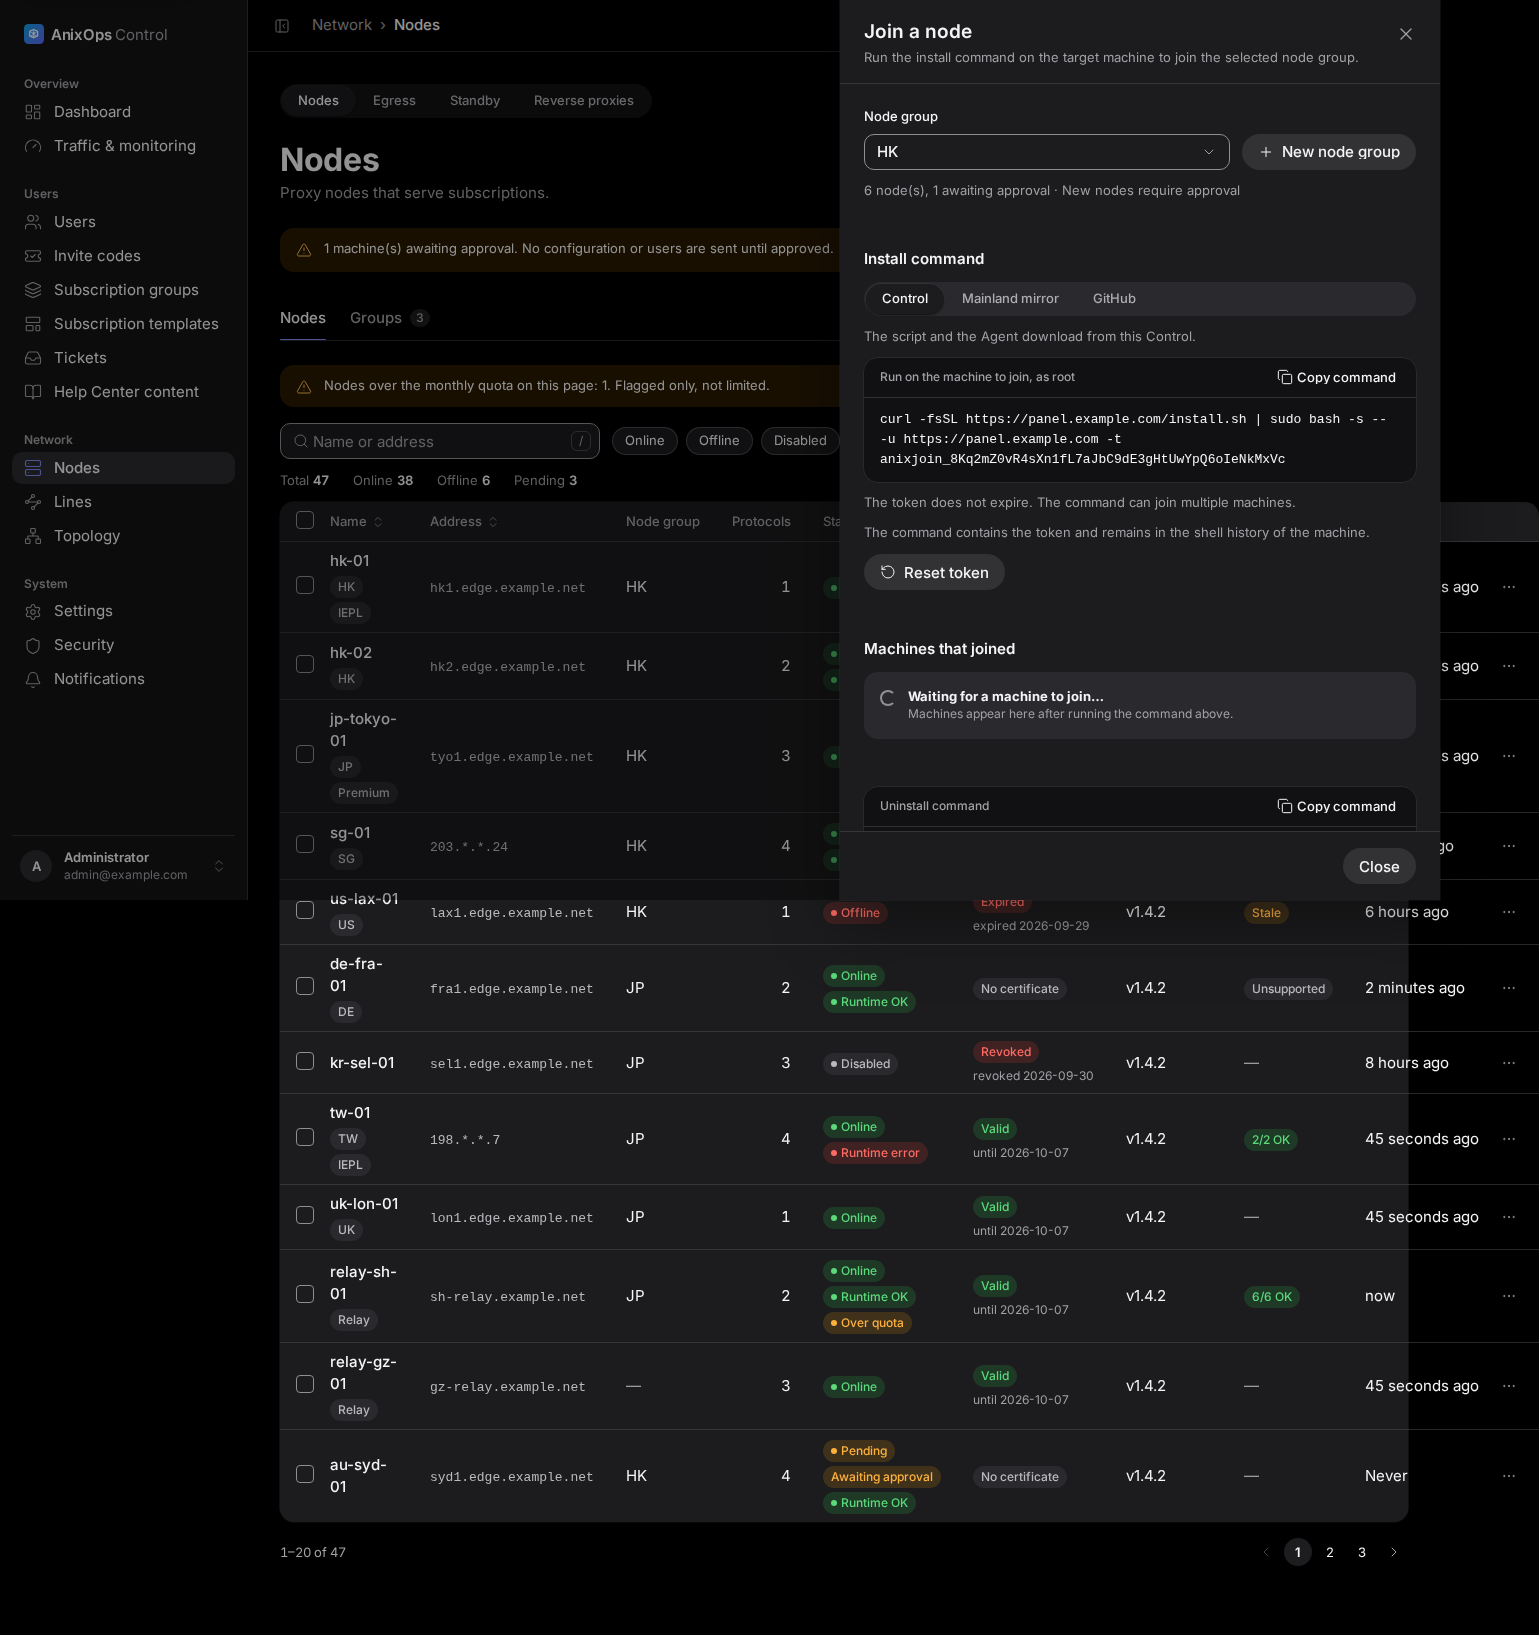 AnixOps Control
Overview
Dashboard
Traffic & monitoring
Users
Users
Invite codes
Subscription groups
Subscription templates
Tickets
Help Center content
Network
Nodes
Lines
Topology
System
Settings
Security
Notifications
A
Administrator
admin@example.com
Network › Nodes
Nodes Egress Standby Reverse proxies
Nodes
Proxy nodes that serve subscriptions.
1 machine(s) awaiting approval. No configuration or users are sent until approved.
Nodes Groups 3
Nodes over the monthly quota on this page: 1. Flagged only, not limited.
Name or address /
Online Offline Disabled
Total 47 Online 38 Offline 6 Pending 3
Name Address Node group Protocols
hk-01
HK
IEPL
hk1.edge.example.net HK 1 s ago
hk-02
HK
hk2.edge.example.net HK 2 s ago
jp-tokyo-
01
JP
Premium
tyo1.edge.example.net HK 3 s ago
sg-01
SG
203.*.*.24 HK 4 go
us-lax-01
US
lax1.edge.example.net HK 1 Offline
Expired
expired 2026-09-29
v1.4.2 Stale 6 hours ago
de-fra-
01
DE
fra1.edge.example.net JP 2
Online
Runtime OK
No certificate v1.4.2 Unsupported 2 minutes ago
kr-sel-01 sel1.edge.example.net JP 3 Disabled
Revoked
revoked 2026-09-30
v1.4.2 — 8 hours ago
tw-01
TW
IEPL
198.*.*.7 JP 4
Online
Runtime error
Valid
until 2026-10-07
v1.4.2 2/2 OK 45 seconds ago
uk-lon-01
UK
lon1.edge.example.net JP 1 Online
Valid
until 2026-10-07
v1.4.2 — 45 seconds ago
relay-sh-
01
Relay
sh-relay.example.net JP 2
Online
Runtime OK
Over quota
Valid
until 2026-10-07
v1.4.2 6/6 OK now
relay-gz-
01
Relay
gz-relay.example.net — 3 Online
Valid
until 2026-10-07
v1.4.2 — 45 seconds ago
au-syd-
01
syd1.edge.example.net HK 4
Pending
Awaiting approval
Runtime OK
No certificate v1.4.2 — Never
1–20 of 47
1 2 3
Join a node
Run the install command on the target machine to join the selected node group.
Node group
HK
New node group
6 node(s), 1 awaiting approval · New nodes require approval
Install command
Control Mainland mirror GitHub
The script and the Agent download from this Control.
Run on the machine to join, as root Copy command
curl -fsSL https://panel.example.com/install.sh | sudo bash -s --
-u https://panel.example.com -t
anixjoin_8Kq2mZ0vR4sXn1fL7aJbC9dE3gHtUwYpQ6oIeNkMxVc
The token does not expire. The command can join multiple machines.
The command contains the token and remains in the shell history of the machine.
Reset token
Machines that joined
Waiting for a machine to join…
Machines appear here after running the command above.
Uninstall command Copy command
Close